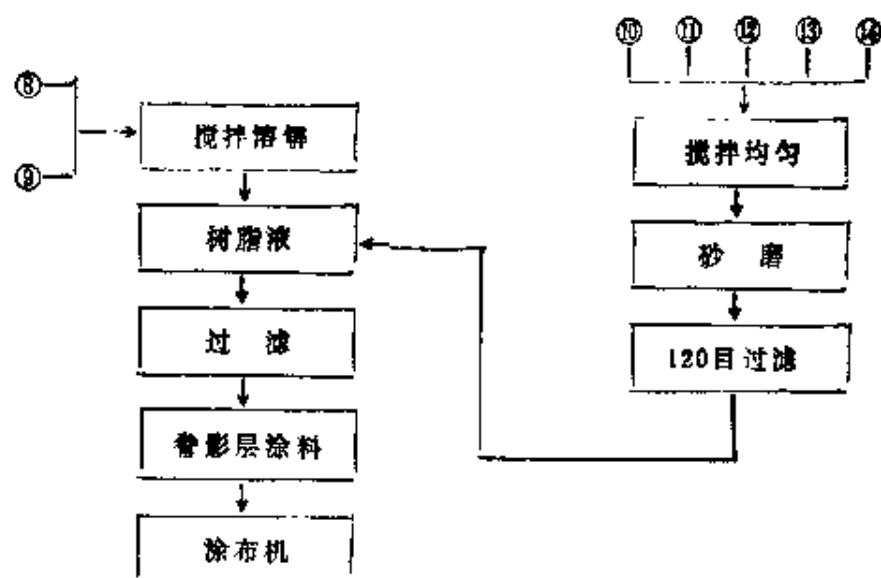 ⑩ ⑪ ⑫ ⑬ ⑭
⑧
⑨
搅拌溶解
树脂液
过 滤
背影层涂料
涂布机
搅拌均匀
砂 磨
120目过滤